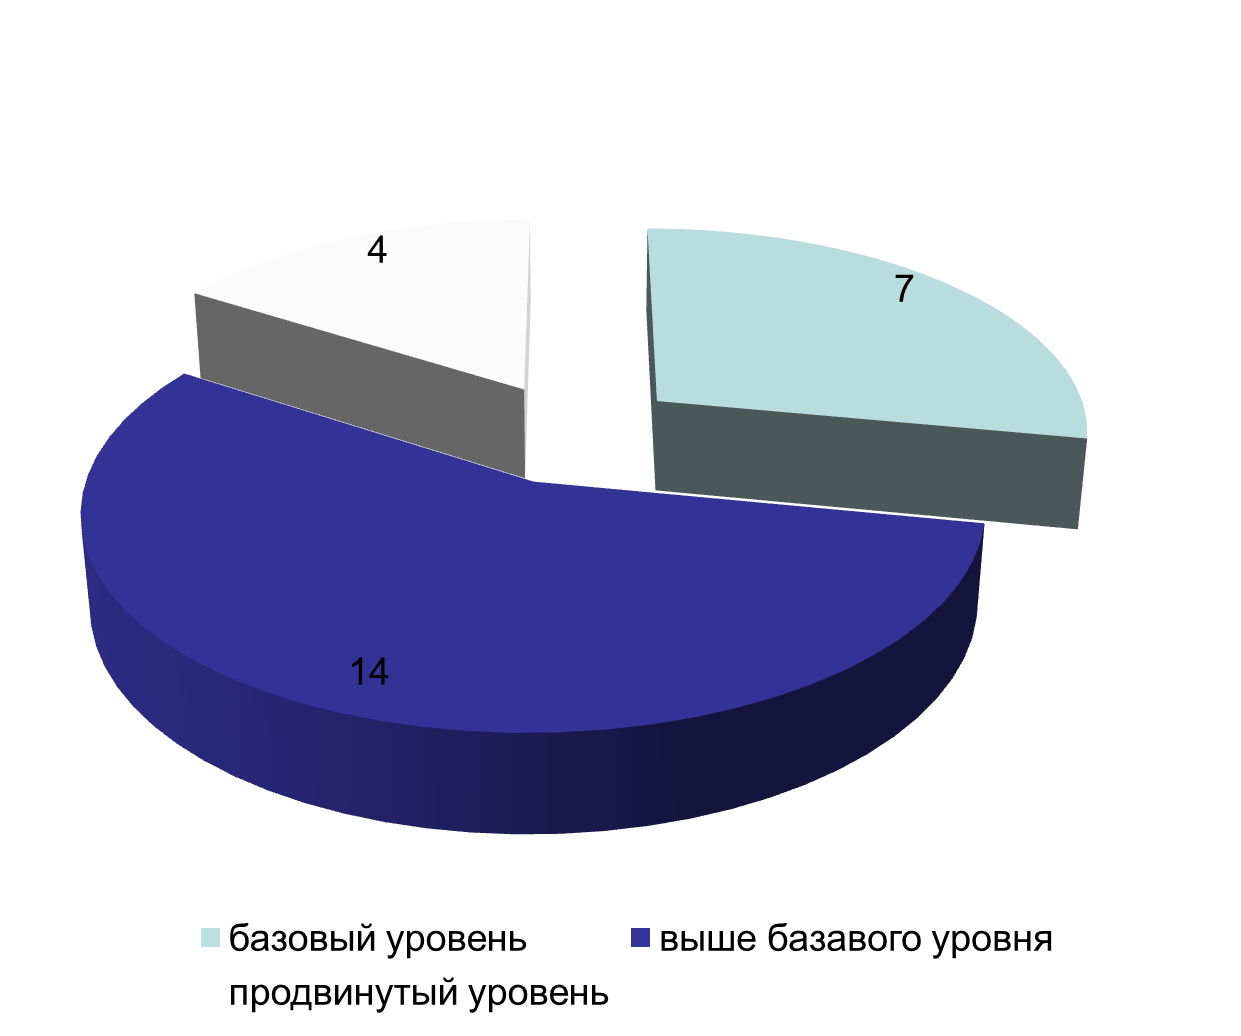 4
7
14
базовый уровень
выше базавого уровня
продвинутый уровень